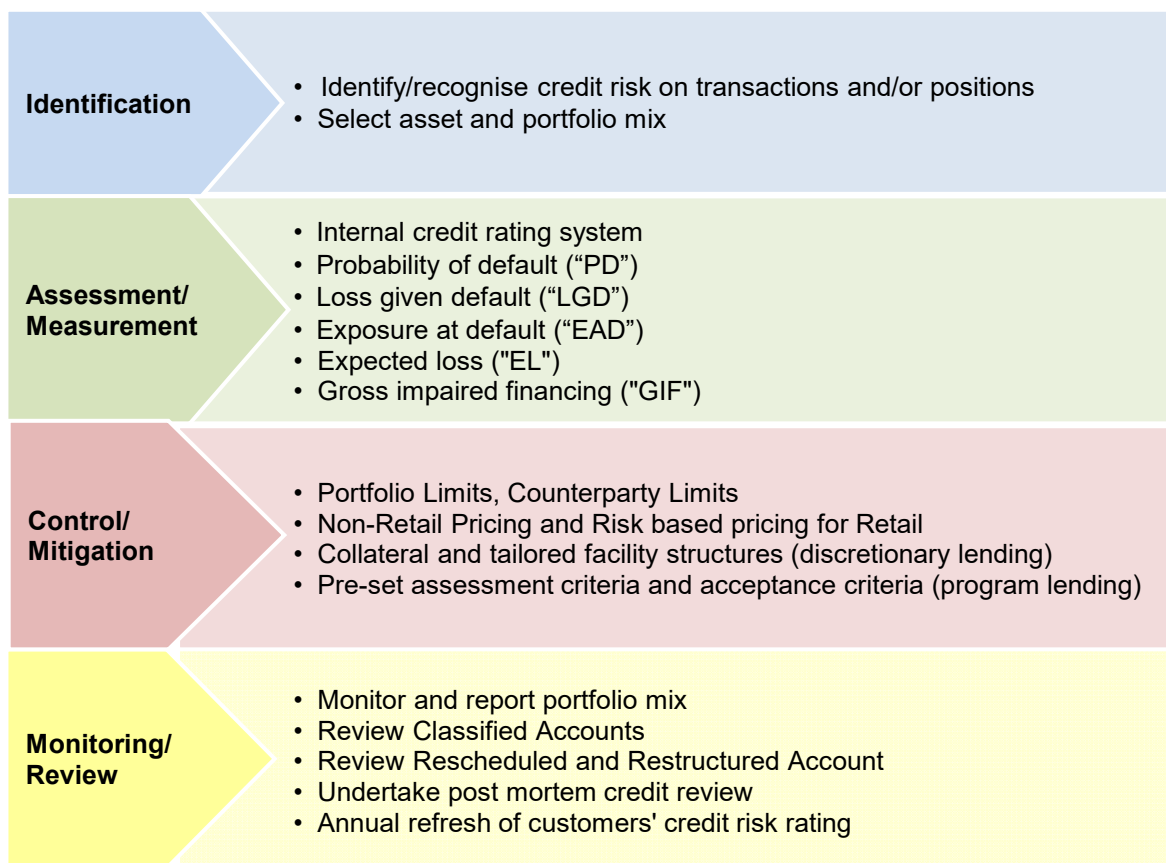 Identification
• Identify/recognise credit risk on transactions and/or positions
• Select asset and portfolio mix
Assessment/
Measurement
• Internal credit rating system
• Probability of default (“PD”)
• Loss given default (“LGD”)
• Exposure at default (“EAD”)
• Expected loss ("EL")
• Gross impaired financing ("GIF")
Control/
Mitigation
• Portfolio Limits, Counterparty Limits
• Non-Retail Pricing and Risk based pricing for Retail
• Collateral and tailored facility structures (discretionary lending)
• Pre-set assessment criteria and acceptance criteria (program lending)
Monitoring/
Review
• Monitor and report portfolio mix
• Review Classified Accounts
• Review Rescheduled and Restructured Account
• Undertake post mortem credit review
• Annual refresh of customers' credit risk rating